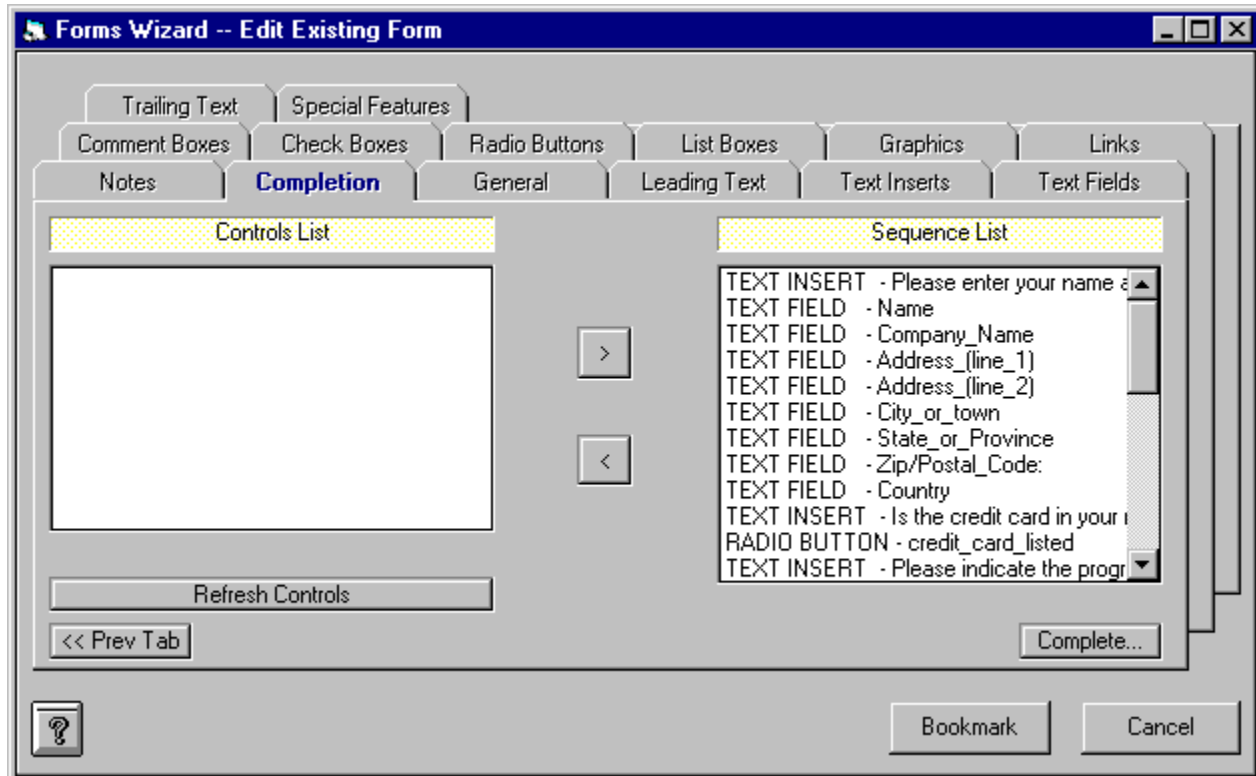 Forms Wizard -- Edit Existing Form
Trailing Text Special Features
Comment Boxes Check Boxes Radio Buttons List Boxes Graphics Links
Notes Completion General Leading Text Text Inserts Text Fields
Controls List
Sequence List
TEXT INSERT - Please enter your name a
TEXT FIELD - Name
TEXT FIELD - Company_Name
TEXT FIELD - Address_(line_1)
TEXT FIELD - Address_(line_2)
TEXT FIELD - City_or_town
TEXT FIELD - State_or_Province
TEXT FIELD - Zip/Postal_Code:
TEXT FIELD - Country
TEXT INSERT - Is the credit card in your
RADIO BUTTON - credit_card_listed
TEXT INSERT - Please indicate the progr
>
<
Refresh Controls
<< Prev Tab
Complete...
?
Bookmark
Cancel